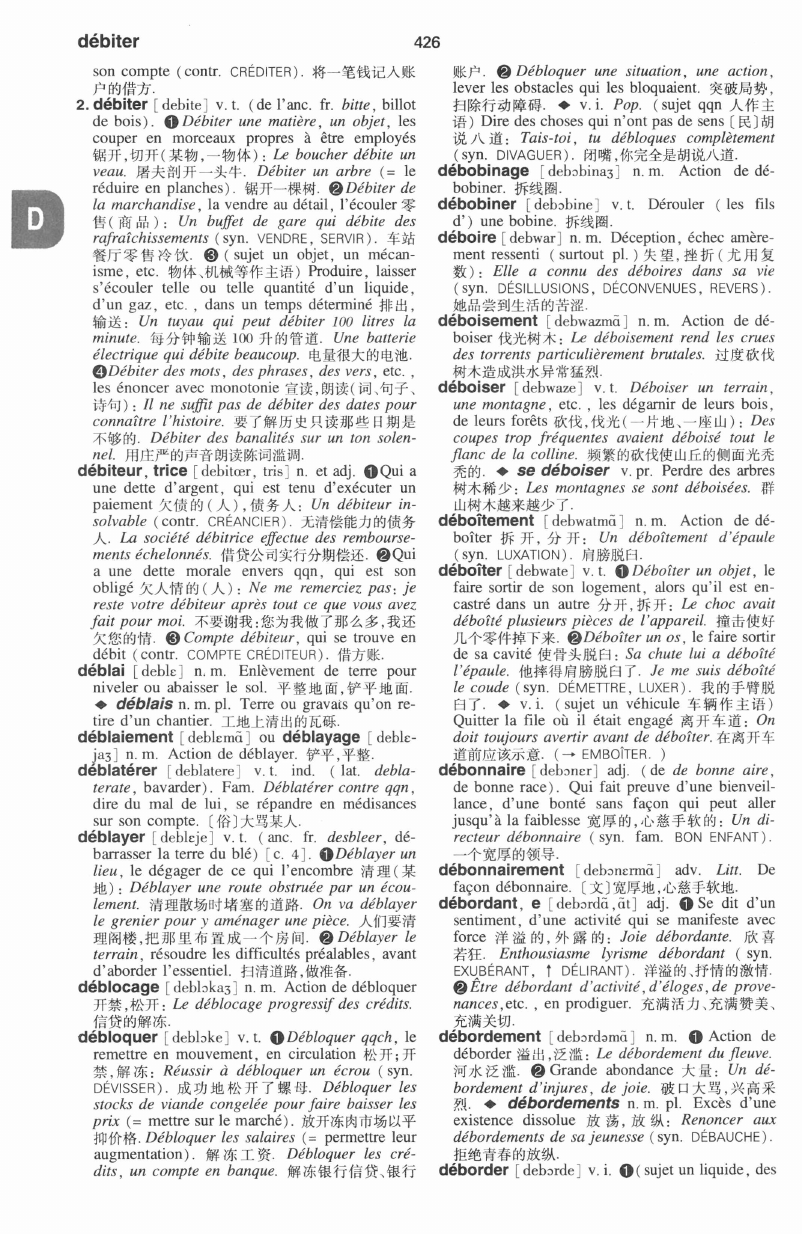 débiter
426
son compte (contr. CRÉDITER). 将一笔钱记入账
户的借方.
2. débiter [debite] v. t. (de l'anc. fr. bitte, billot
de bois). ❶Débiter une matière, un objet, les
couper en morceaux propres à être employés
锯开,切开(某物,一物体): Le boucher débite un
veau. 屠夫剖开一头牛. Débiter un arbre (= le
réduire en planches). 锯开一棵树. ❷Débiter de
la marchandise, la vendre au détail, l'écouler 零
售(商品): Un buffet de gare qui débite des
rafraîchissements (syn. VENDRE, SERVIR). 车站
餐厅零售冷饮. ❸(sujet un objet, un mécan-
isme, etc. 物体、机械等作主语) Produire, laisser
s'écouler telle ou telle quantité d'un liquide,
d'un gaz, etc., dans un temps déterminé 排出,
输送: Un tuyau qui peut débiter 100 litres la
minute. 每分钟输送 100 升的管道. Une batterie
électrique qui débite beaucoup. 电量很大的电池.
❹Débiter des mots, des phrases, des vers, etc.,
les énoncer avec monotonie 宣读,朗读(词、句子、
诗句): Il ne suffit pas de débiter des dates pour
connaître l'histoire. 要了解历史只读那些日期是
不够的. Débiter des banalités sur un ton solen-
nel. 用庄严的声音朗读陈词滥调.
débiteur, trice [debitœr, tris] n. et adj. ❶Qui a
une dette d'argent, qui est tenu d'exécuter un
paiement 欠债的(人),债务人: Un débiteur in-
solvable (contr. CRÉANCIER). 无清偿能力的债务
人. La société débitrice effectue des rembourse-
ments échelonnés. 借贷公司实行分期偿还. ❷Qui
a une dette morale envers qqn, qui est son
obligé 欠人情的(人): Ne me remerciez pas: je
reste votre débiteur après tout ce que vous avez
fait pour moi. 不要谢我:您为我做了那么多,我还
欠您的情. ❸Compte débiteur, qui se trouve en
débit (contr. COMPTE CRÉDITEUR). 借方账.
déblai [deblɛ] n. m. Enlèvement de terre pour
niveler ou abaisser le sol. 平整地面,铲平地面.
◆ déblais n. m. pl. Terre ou gravais qu'on re-
tire d'un chantier. 工地上清出的瓦砾.
déblaiement [deblɛmɑ̃] ou déblayage [deblɛ-
jaʒ] n. m. Action de déblayer. 铲平,平整.
déblatérer [deblatere] v. t. ind. (lat. debla-
terate, bavarder). Fam. Déblatérer contre qqn,
dire du mal de lui, se répandre en médisances
sur son compte. 〔俗〕大骂某人.
déblayer [deblɛje] v. t. (anc. fr. desbleer, dé-
barrasser la terre du blé) [c. 4]. ❶Déblayer un
lieu, le dégager de ce qui l'encombre 清理(某
地): Déblayer une route obstruée par un écou-
lement. 清理散场时堵塞的道路. On va déblayer
le grenier pour y aménager une pièce. 人们要清
理阁楼,把那里布置成一个房间. ❷Déblayer le
terrain, résoudre les difficultés préalables, avant
d'aborder l'essentiel. 扫清道路,做准备.
déblocage [deblɔkaʒ] n. m. Action de débloquer
开禁,松开: Le déblocage progressif des crédits.
信贷的解冻.
débloquer [deblɔke] v. t. ❶Débloquer qqch, le
remettre en mouvement, en circulation 松开;开
禁,解冻: Réussir à débloquer un écrou (syn.
DÉVISSER). 成功地松开了螺母. Débloquer les
stocks de viande congelée pour faire baisser les
prix (= mettre sur le marché). 放开冻肉市场以平
抑价格. Débloquer les salaires (= permettre leur
augmentation). 解冻工资. Débloquer les cré-
dits, un compte en banque. 解冻银行信贷、银行
D
账户. ❷Débloquer une situation, une action,
lever les obstacles qui les bloquaient. 突破局势,
扫除行动障碍. ◆ v. i. Pop. (sujet qqn 人作主
语) Dire des choses qui n'ont pas de sens〔民〕胡
说八道: Tais-toi, tu débloques complètement
(syn. DIVAGUER). 闭嘴,你完全是胡说八道.
débobinage [debɔbinaʒ] n. m. Action de dé-
bobiner. 拆线圈.
débobiner [debɔbine] v. t. Dérouler (les fils
d') une bobine. 拆线圈.
déboire [debwar] n. m. Déception, échec amère-
ment ressenti (surtout pl.) 失望,挫折(尤用复
数): Elle a connu des déboires dans sa vie
(syn. DÉSILLUSIONS, DÉCONVENUES, REVERS).
她品尝到生活的苦涩.
déboisement [debwazmɑ̃] n. m. Action de dé-
boiser 伐光树木: Le déboisement rend les crues
des torrents particulièrement brutales. 过度砍伐
树木造成洪水异常猛烈.
déboiser [debwaze] v. t. Déboiser un terrain,
une montagne, etc., les dégarnir de leurs bois,
de leurs forêts 砍伐,伐光(一片地、一座山): Des
coupes trop fréquentes avaient déboisé tout le
flanc de la colline. 频繁的砍伐使山丘的侧面光秃
秃的. ◆ se déboiser v. pr. Perdre des arbres
树木稀少: Les montagnes se sont déboisées. 群
山树木越来越少了.
déboîtement [debwatmɑ̃] n. m. Action de dé-
boîter 拆开,分开: Un déboîtement d'épaule
(syn. LUXATION). 肩膀脱臼.
déboîter [debwate] v. t. ❶Déboîter un objet, le
faire sortir de son logement, alors qu'il est en-
castré dans un autre 分开,拆开: Le choc avait
déboîté plusieurs pièces de l'appareil. 撞击使好
几个零件掉下来. ❷Déboîter un os, le faire sortir
de sa cavité 使骨头脱臼: Sa chute lui a déboîté
l'épaule. 他摔得肩膀脱臼了. Je me suis déboîté
le coude (syn. DÉMETTRE, LUXER). 我的手臂脱
臼了. ◆ v. i. (sujet un véhicule 车辆作主语)
Quitter la file où il était engagé 离开车道: On
doit toujours avertir avant de déboîter. 在离开车
道前应该示意. (→ EMBOÎTER. )
débonnaire [debɔnɛr] adj. (de de bonne aire,
de bonne race). Qui fait preuve d'une bienveil-
lance, d'une bonté sans façon qui peut aller
jusqu'à la faiblesse 宽厚的,心慈手软的: Un di-
recteur débonnaire (syn. fam. BON ENFANT).
一个宽厚的领导.
débonnairement [debɔnɛrmɑ̃] adv. Litt. De
façon débonnaire. 〔文〕宽厚地,心慈手软地.
débordant, e [debɔrdɑ̃,ɑ̃t] adj. ❶Se dit d'un
sentiment, d'une activité qui se manifeste avec
force 洋溢的,外露的: Joie débordante. 欣喜
若狂. Enthousiasme lyrisme débordant (syn.
EXUBÉRANT, ↑ DÉLIRANT). 洋溢的、抒情的激情.
❷Être débordant d'activité, d'éloges, de prove-
nances, etc., en prodiguer. 充满活力、充满赞美、
充满关切.
débordement [debɔrdəmɑ̃] n. m. ❶ Action de
déborder 溢出,泛滥: Le débordement du fleuve.
河水泛滥. ❷Grande abondance 大量: Un dé-
bordement d'injures, de joie. 破口大骂,兴高采
烈. ◆ débordements n. m. pl. Excès d'une
existence dissolue 放荡,放纵: Renoncer aux
débordements de sa jeunesse (syn. DÉBAUCHE).
拒绝青春的放纵.
déborder [debɔrde] v. i. ❶(sujet un liquide, des